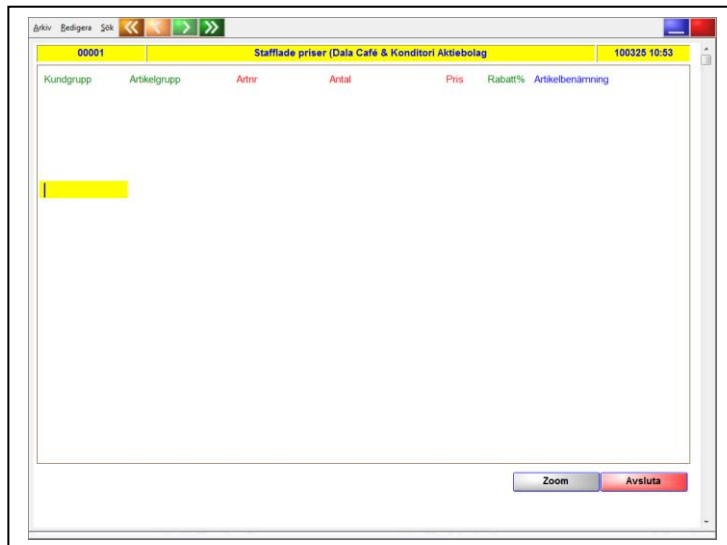 Arkiv Redigera Sök
00001 Stafflade priser (Dala Café & Konditori Aktiebolag 100325 10:53
Kundgrupp Artikelgrupp Artnr Antal Pris Rabatt% Artikelbenämning
Zoom Avsluta